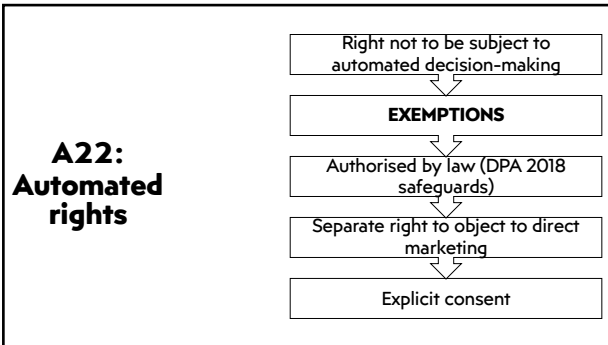 A22:
Automated
rights
Right not to be subject to
automated decision-making
EXEMPTIONS
Authorised by law (DPA 2018
safeguards)
Separate right to object to direct
marketing
Explicit consent